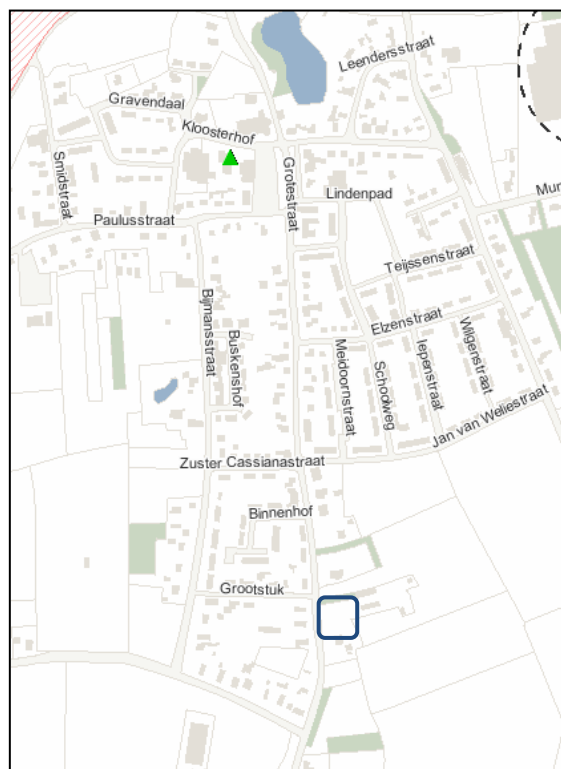 Leendersstraat
Gravendaal
Kloosterhof
Smidstraat
Grotestraat
Lindenpad
Mur
Paulusstraat
Teijssenstraat
Bijmansstraat
Buskenshof
Elzenstraat
Wilgenstraat
Iepenstraat
Meidoornstraat
Schoolweg
Jan van Weliestraat
Zuster Cassianastraat
Binnenhof
Grootstuk